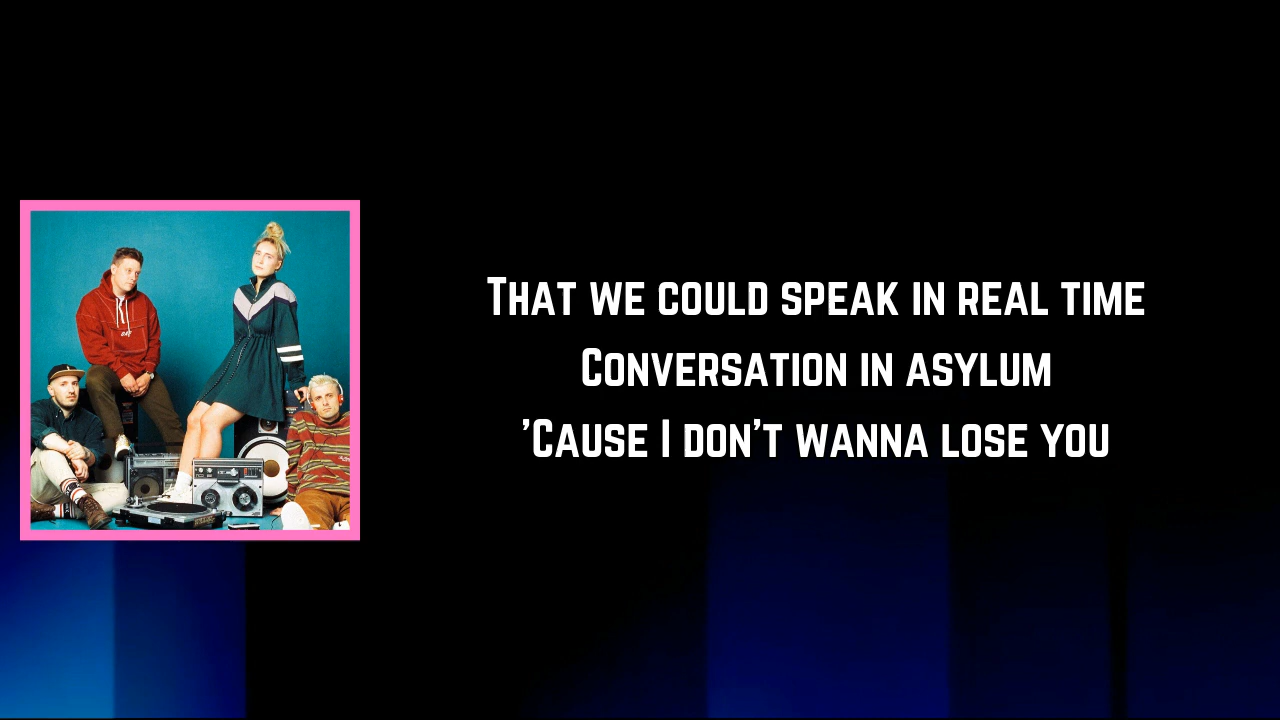 That we could speak in real time
Conversation in asylum
'Cause I don't wanna lose you